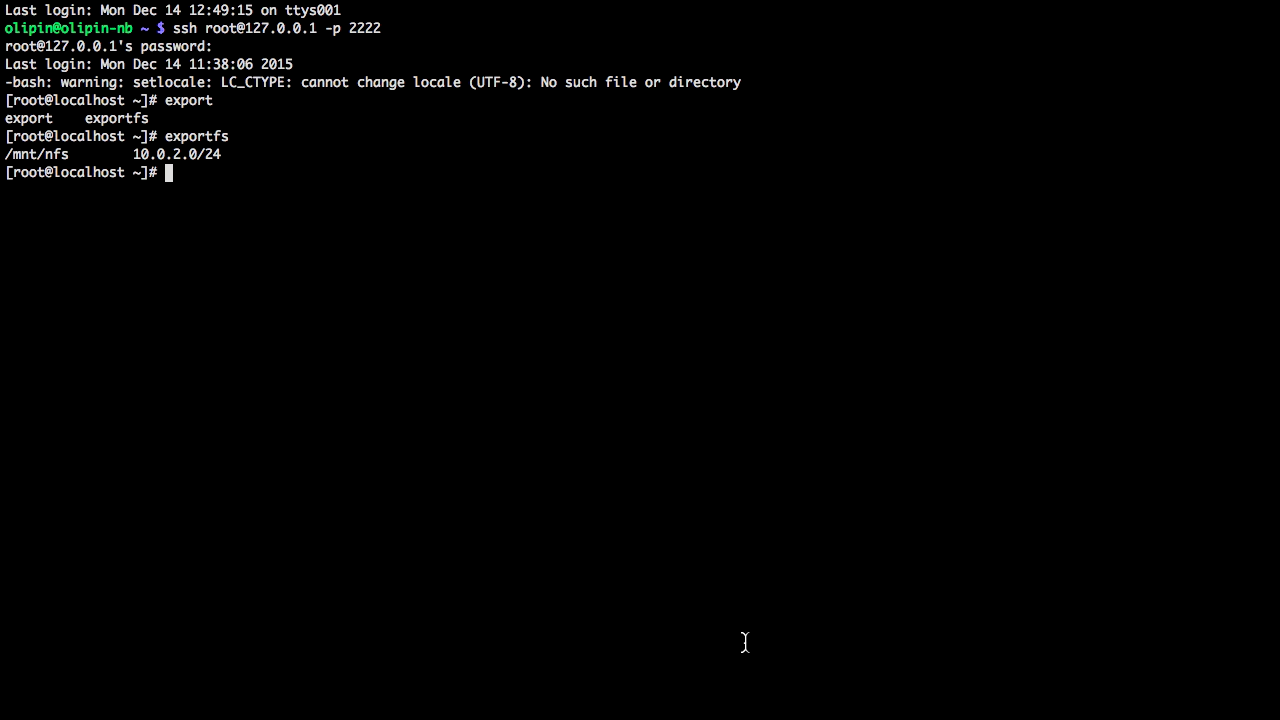 Last login: Mon Dec 14 12:49:15 on ttys001
olipin@olipin-nb ~ $ ssh root@127.0.0.1 -p 2222
root@127.0.0.1's password:
Last login: Mon Dec 14 11:38:06 2015
-bash: warning: setlocale: LC_CTYPE: cannot change locale (UTF-8): No such file or directory
[root@localhost ~]# export
export    exportfs
[root@localhost ~]# exportfs
/mnt/nfs        10.0.2.0/24
[root@localhost ~]#